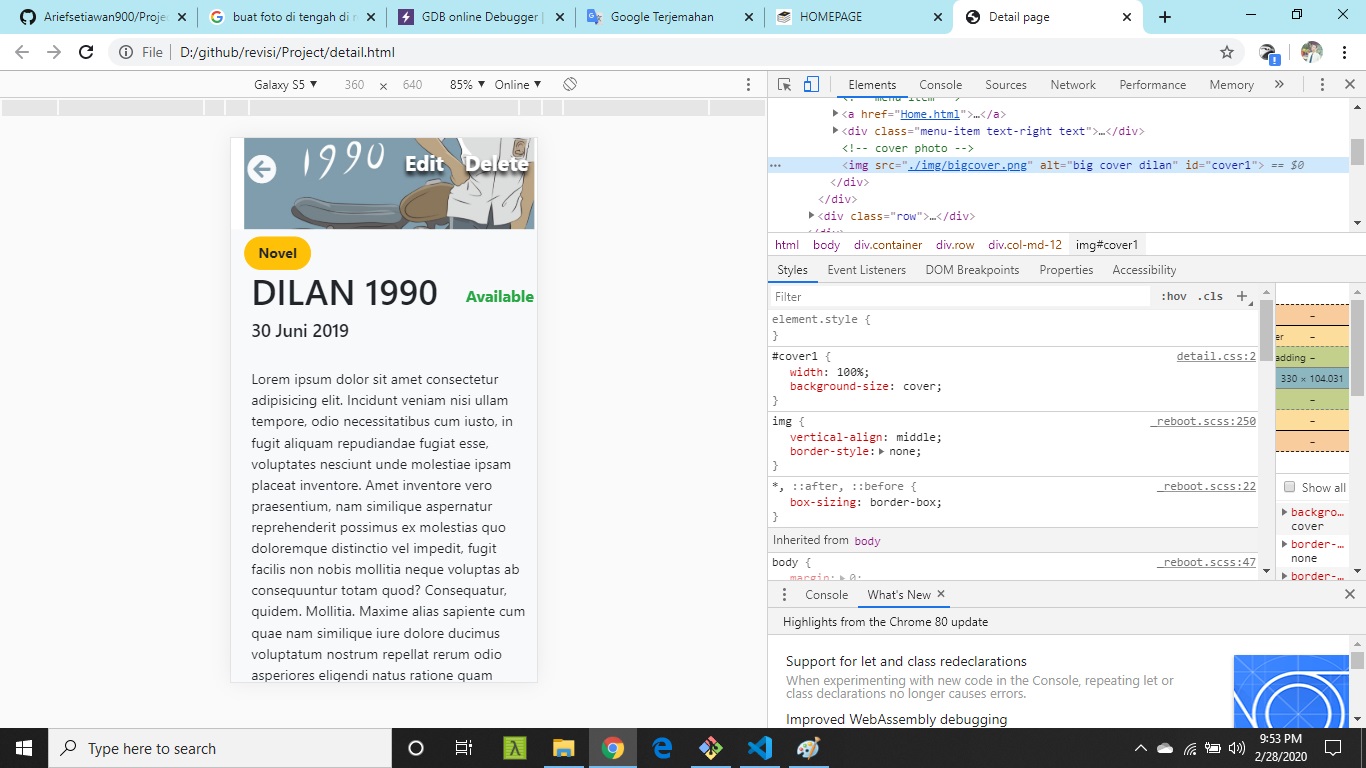 Ariefsetiawan900/Proje
buat foto di tengah di m
GDB online Debugger |
Google Terjemahan
HOMEPAGE
Detail page
File
D:/github/revisi/Project/detail.html
Galaxy S5 ▼ 360 × 640 85% ▼ Online ▼
Elements Console Sources Network Performance Memory »
<!-- menu-item -->
<a href="Home.html">…</a>
<div class="menu-item text-right text">…</div>
<!-- cover photo -->
<img src="./img/bigcover.png" alt="big cover dilan" id="cover1"> == $0
</div>
</div>
<div class="row">…</div>
html body div.container div.row div.col-md-12 img#cover1
Styles Event Listeners DOM Breakpoints Properties Accessibility
Filter :hov .cls +
element.style {
}
#cover1 { detail.css:2
width: 100%;
background-size: cover;
}
img { _reboot.scss:250
vertical-align: middle;
border-style: none;
}
*, ::after, ::before { _reboot.scss:22
box-sizing: border-box;
}
Inherited from body
body { _reboot.scss:47
margin: 0;
–
er –
adding –
330 × 104.031
–
–
–
Show all
backgro…
cover
border-…
none
border-…
Console What's New ×
Highlights from the Chrome 80 update
Support for let and class redeclarations
When experimenting with new code in the Console, repeating let or
class declarations no longer causes errors.
Improved WebAssembly debugging
1990
Edit Delete
Novel
DILAN 1990
Available
30 Juni 2019
Lorem ipsum dolor sit amet consectetur
adipisicing elit. Incidunt veniam nisi ullam
tempore, odio necessitatibus cum iusto, in
fugit aliquam repudiandae fugiat esse,
voluptates nesciunt unde molestiae ipsam
placeat inventore. Amet inventore vero
praesentium, nam similique aspernatur
reprehenderit possimus ex molestias quo
doloremque distinctio vel impedit, fugit
facilis non nobis mollitia neque voluptas ab
consequuntur totam quod? Consequatur,
quidem. Mollitia. Maxime alias sapiente cum
quae nam similique iure dolore ducimus
voluptatum nostrum repellat rerum odio
asperiores eligendi natus ratione quam
Type here to search
9:53 PM
2/28/2020